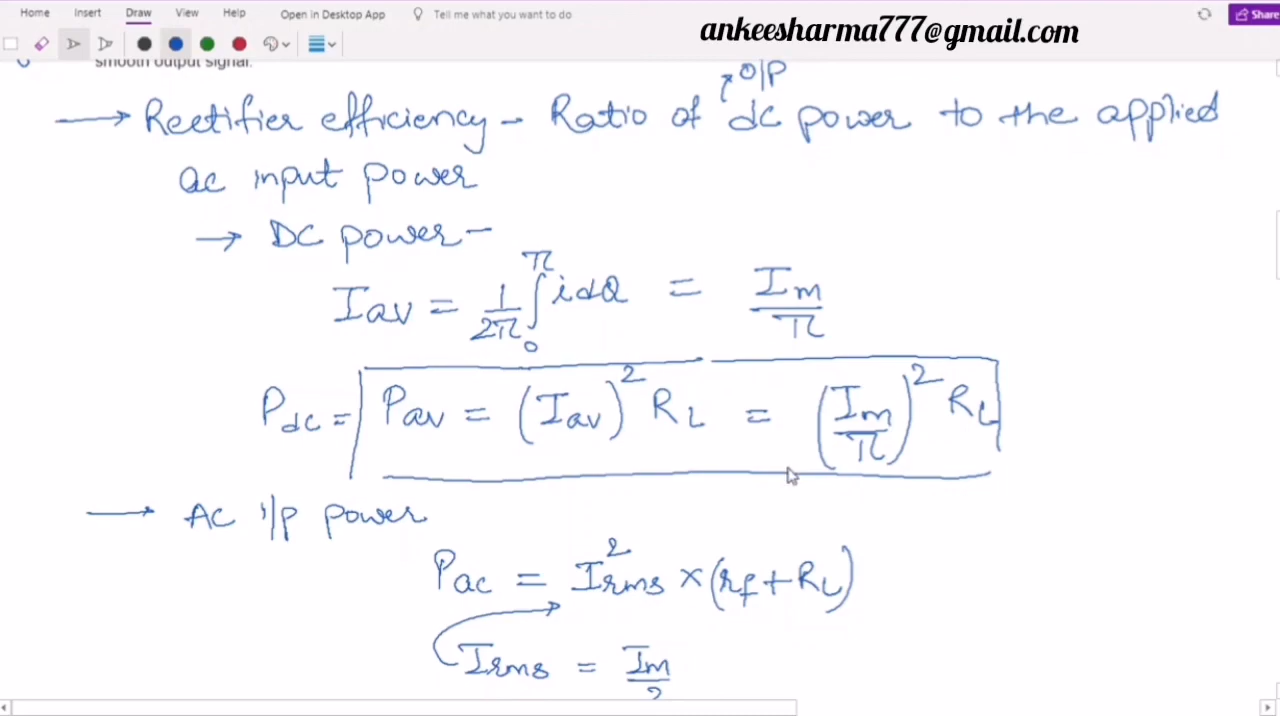 Home Insert Draw View Help Open in Desktop App Tell me what you want to do Share
ankeesharma777@gmail.com
smooth output signal.
O/P
→ Rectifier efficiency - Ratio of dc power to the applied
ac input power
→ DC power -
Iav = 1/2π ∫₀^π i dθ = Im/π
Pdc = Pav = (Iav)² RL = (Im/π)² RL
→ AC i/p power
Pac = I²rms × (rf + RL)
Irms = Im/2